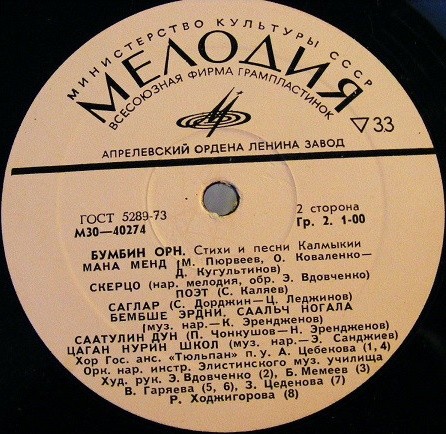 МИНИСТЕРСТВО КУЛЬТУРЫ СССР
МЕЛОДИЯ
ВСЕСОЮЗНАЯ ФИРМА ГРАМПЛАСТИНОК
33
АПРЕЛЕВСКИЙ ОРДЕНА ЛЕНИНА ЗАВОД
ГОСТ 5289-73
М30—40274
2 сторона
Гр. 2. 1-00
БУМБИН ОРН. Стихи и песни Калмыкии
МАНА МЕНД (М. Пюрвеев, О. Коваленко—
Д. Кугультинов)
СКЕРЦО (нар. мелодия, обр. Э. Вдовченко)
ПОЭТ (С. Каляев)
САГЛАР (С. Дорджин—Ц. Леджинов)
БЕМБШЕ ЭРДНИ, СААЛЬЧ НОГАЛА
(муз. нар.—К. Эрендженов)
СААТУЛИН ДУН (П. Чонкушов—Н. Эрендженов)
ЦАГАН НУРИН ШКОЛ (муз. нар.— Э. Санджиев)
Хор Гос. анс. «Тюльпан» п. у. А. Цебекова (1, 4)
Орк. нар. инстр. Элистинского муз. училища
Худ. рук. Э. Вдовченко (2), Б. Мемеев (3)
В. Гаряева (5, 6), З. Цеденова (7)
Р. Ходжигорова (8)